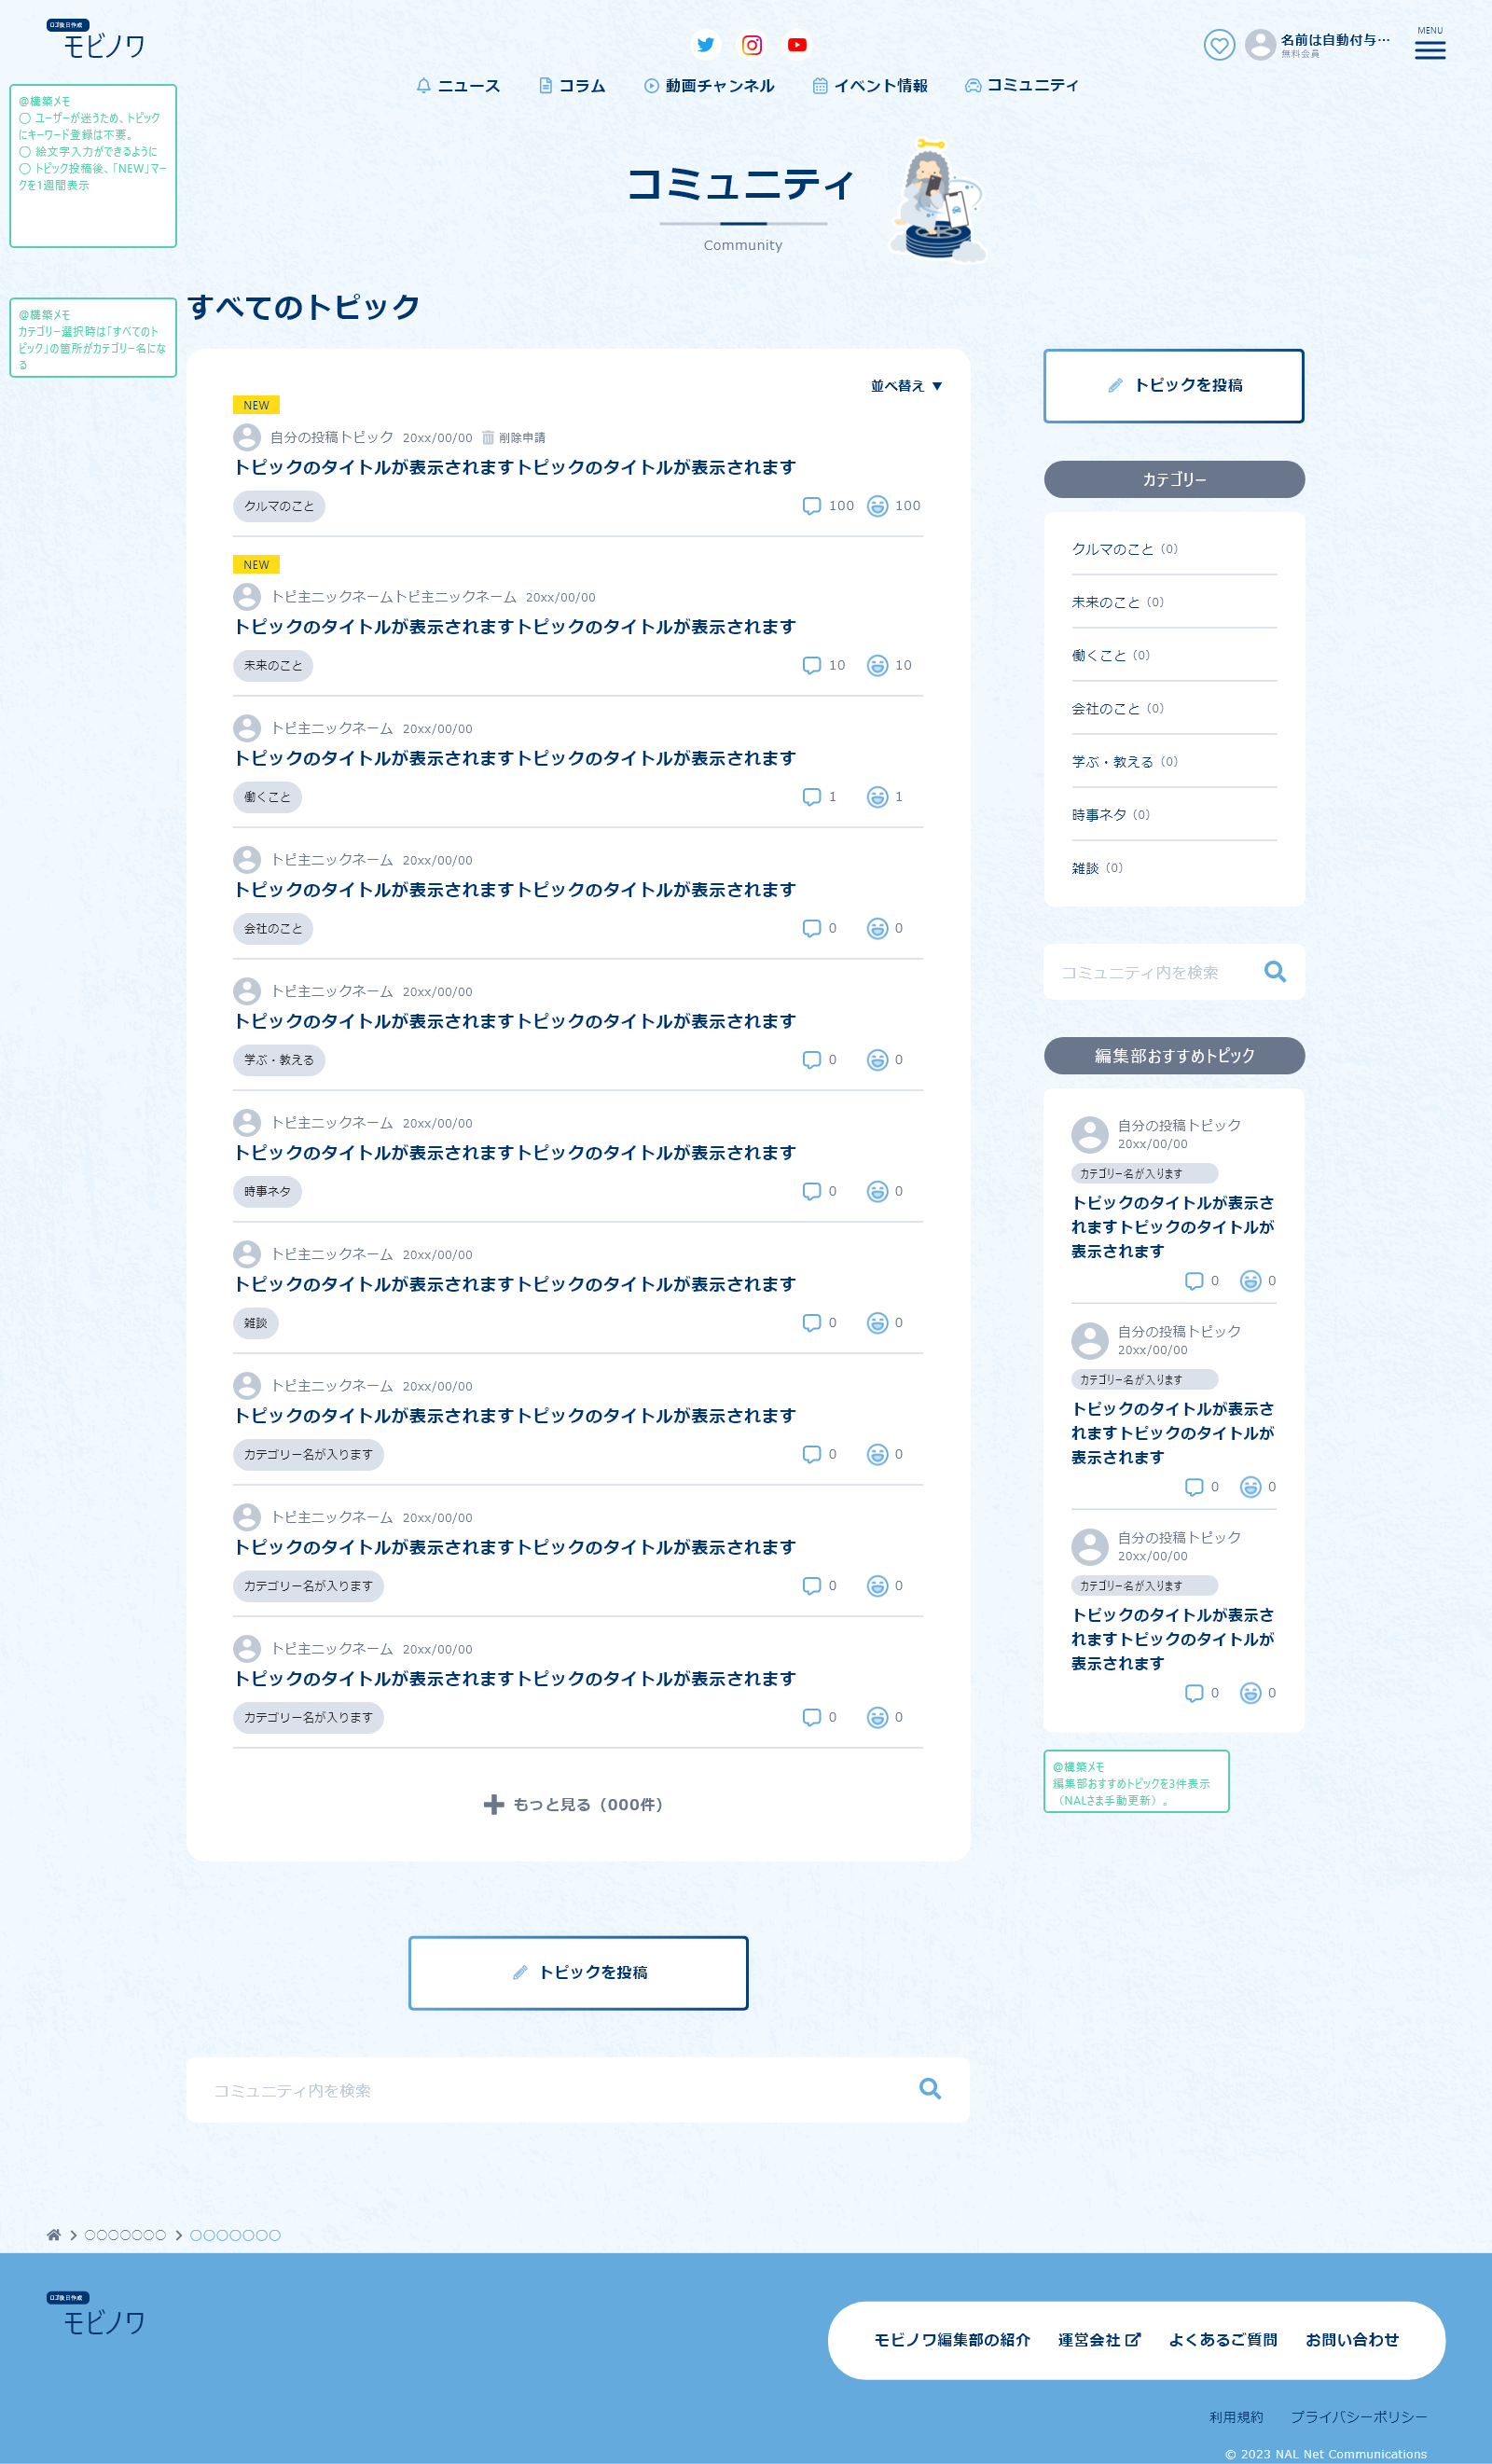 ロゴ後日作成
モビノワ
名前は自動付与…
無料会員
MENU
ニュース
コラム
動画チャンネル
イベント情報
コミュニティ
@構築メモ
〇 ユーザーが迷うため、トピック
にキーワード登録は不要。
〇 絵文字入力ができるように
〇 トピック投稿後、「NEW」マー
クを1週間表示
コミュニティ
Community
@構築メモ
カテゴリー選択時は「すべてのト
ピック」の箇所がカテゴリー名にな
る
すべてのトピック
並べ替え ▼
NEW
自分の投稿トピック 20xx/00/00 削除申請
トピックのタイトルが表示されますトピックのタイトルが表示されます
クルマのこと 100 100
NEW
トピ主ニックネームトピ主ニックネーム 20xx/00/00
トピックのタイトルが表示されますトピックのタイトルが表示されます
未来のこと 10 10
トピ主ニックネーム 20xx/00/00
トピックのタイトルが表示されますトピックのタイトルが表示されます
働くこと 1 1
トピ主ニックネーム 20xx/00/00
トピックのタイトルが表示されますトピックのタイトルが表示されます
会社のこと 0 0
トピ主ニックネーム 20xx/00/00
トピックのタイトルが表示されますトピックのタイトルが表示されます
学ぶ・教える 0 0
トピ主ニックネーム 20xx/00/00
トピックのタイトルが表示されますトピックのタイトルが表示されます
時事ネタ 0 0
トピ主ニックネーム 20xx/00/00
トピックのタイトルが表示されますトピックのタイトルが表示されます
雑談 0 0
トピ主ニックネーム 20xx/00/00
トピックのタイトルが表示されますトピックのタイトルが表示されます
カテゴリー名が入ります 0 0
トピ主ニックネーム 20xx/00/00
トピックのタイトルが表示されますトピックのタイトルが表示されます
カテゴリー名が入ります 0 0
トピ主ニックネーム 20xx/00/00
トピックのタイトルが表示されますトピックのタイトルが表示されます
カテゴリー名が入ります 0 0
もっと見る（000件）
トピックを投稿
カテゴリー
クルマのこと（0）
未来のこと（0）
働くこと（0）
会社のこと（0）
学ぶ・教える（0）
時事ネタ（0）
雑談（0）
コミュニティ内を検索
編集部おすすめトピック
自分の投稿トピック
20xx/00/00
カテゴリー名が入ります
トピックのタイトルが表示さ
れますトピックのタイトルが
表示されます
0 0
自分の投稿トピック
20xx/00/00
カテゴリー名が入ります
トピックのタイトルが表示さ
れますトピックのタイトルが
表示されます
0 0
自分の投稿トピック
20xx/00/00
カテゴリー名が入ります
トピックのタイトルが表示さ
れますトピックのタイトルが
表示されます
0 0
@構築メモ
編集部おすすめトピックを3件表示
（NALさま手動更新）。
トピックを投稿
コミュニティ内を検索
〇〇〇〇〇〇〇 〇〇〇〇〇〇〇
ロゴ後日作成
モビノワ
モビノワ編集部の紹介 運営会社 よくあるご質問 お問い合わせ
利用規約 プライバシーポリシー
© 2023 NAL Net Communications